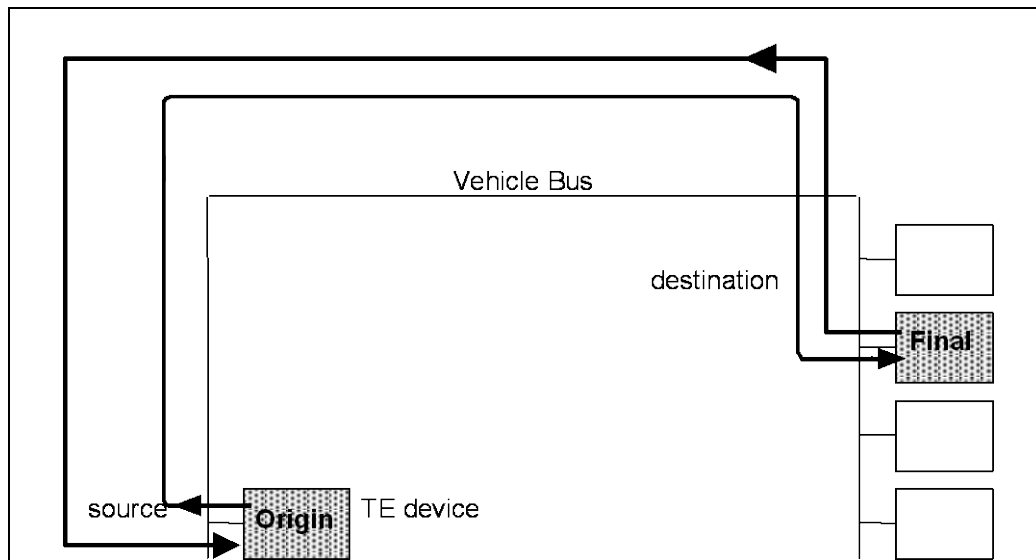 Vehicle Bus
destination
Final
source
Origin
TE device